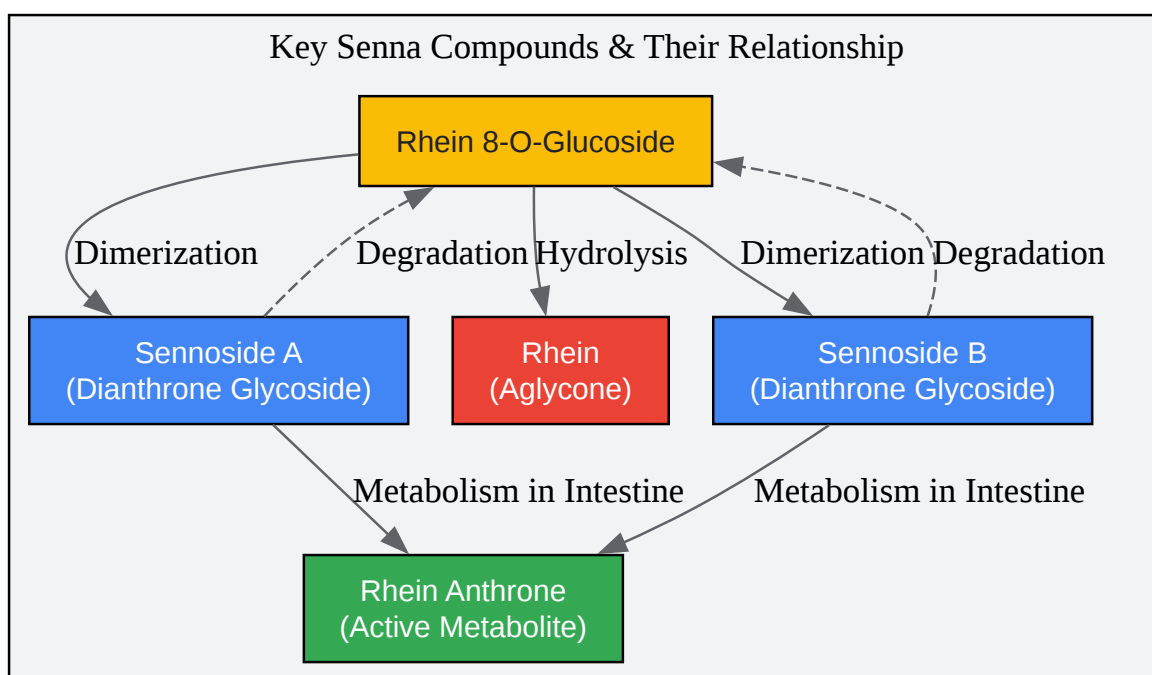 Key Senna Compounds & Their Relationship
Rhein 8-O-Glucoside
Dimerization
Degradation
Hydrolysis
Dimerization
Degradation
Sennoside A
(Dianthrone Glycoside)
Rhein
(Aglycone)
Sennoside B
(Dianthrone Glycoside)
Metabolism in Intestine
Metabolism in Intestine
Rhein Anthrone
(Active Metabolite)